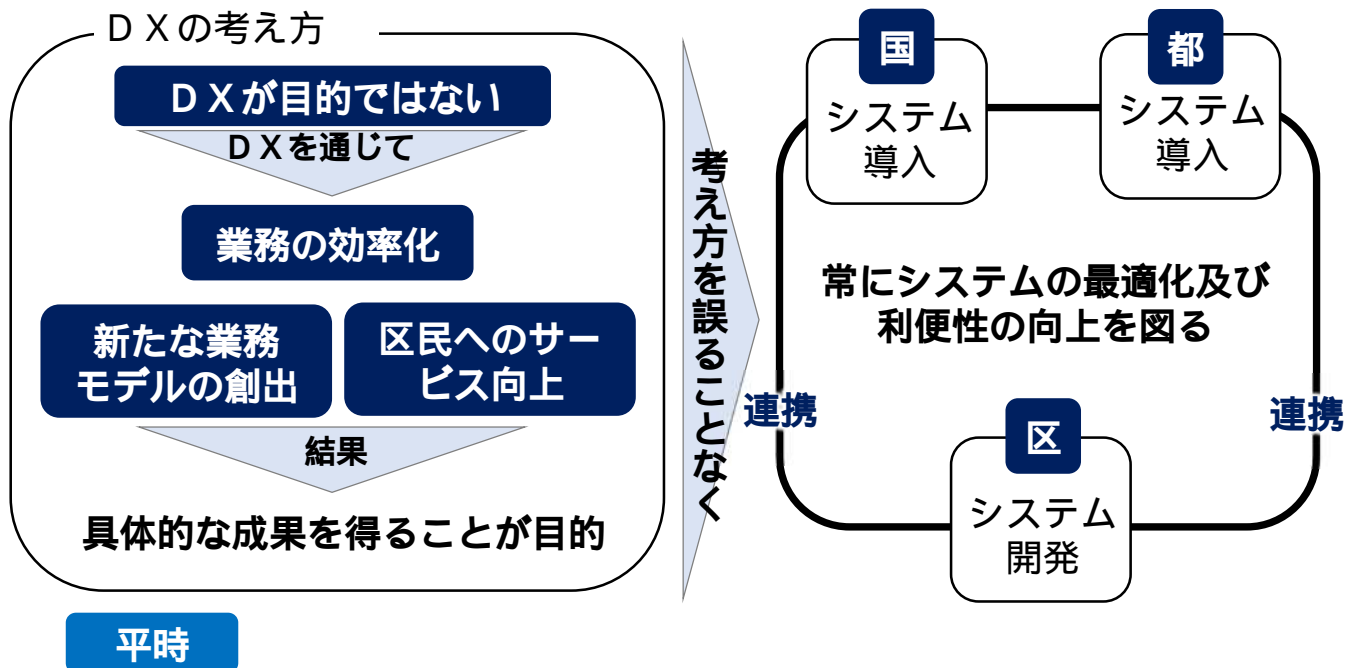 ＤＸの考え方
ＤＸが目的ではない
ＤＸを通じて
業務の効率化
新たな業務
モデルの創出
区民へのサー
ビス向上
結果
具体的な成果を得ることが目的
平時
考え方を誤ることなく
国
システム
導入
都
システム
導入
常にシステムの最適化及び
利便性の向上を図る
連携
連携
区
システム
開発